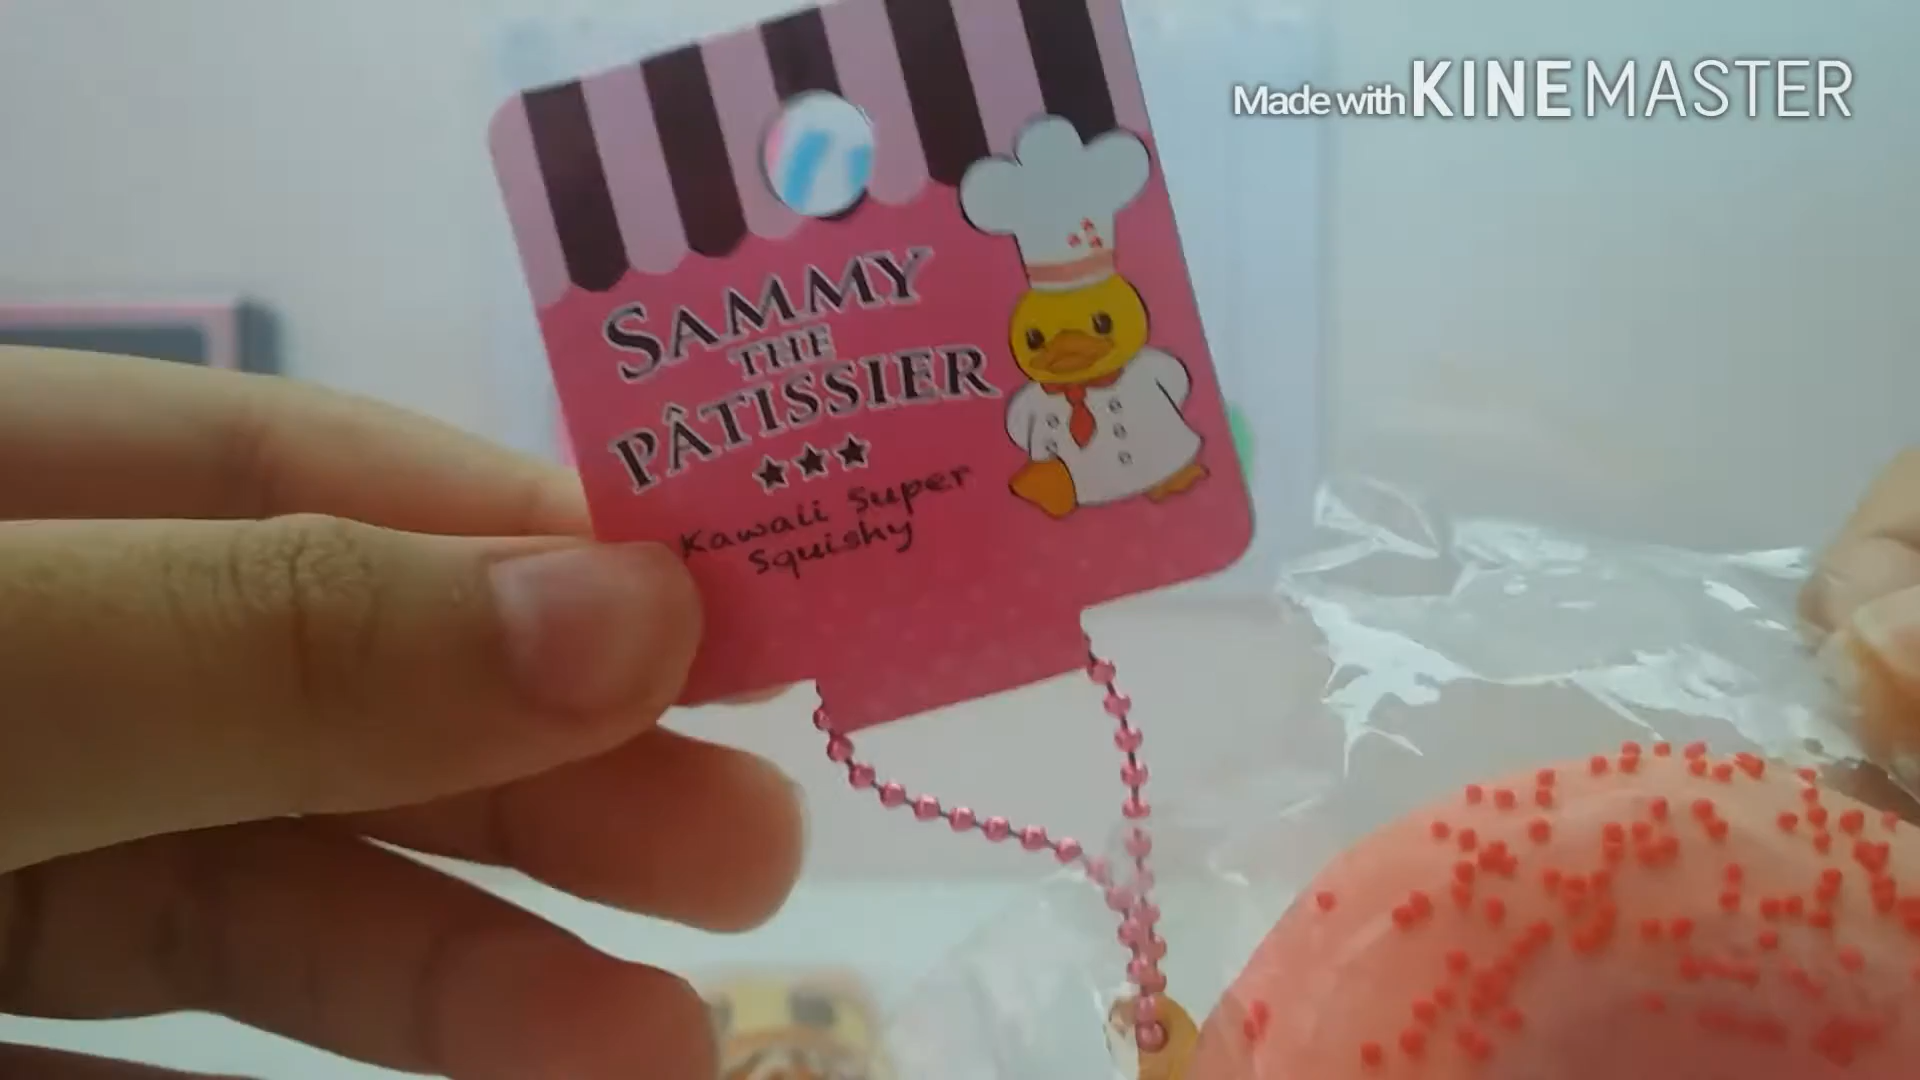 Made with KINEMASTER
SAMMY
THE
PÂTISSIER
Kawaii Super
Squishy